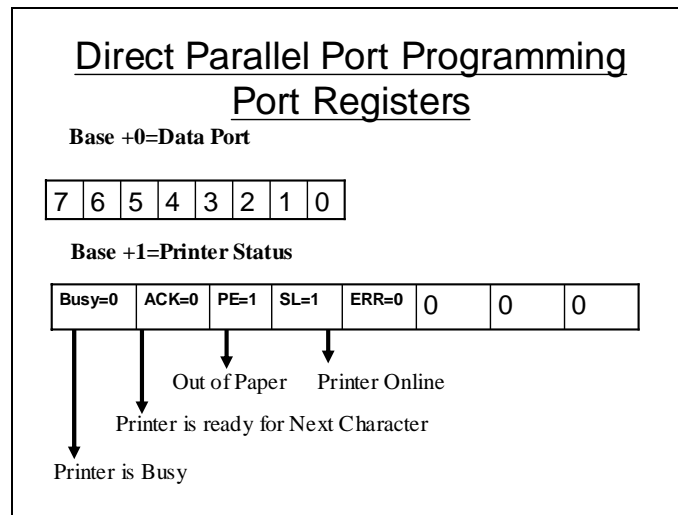 Direct Parallel Port Programming
Port Registers
Base +0=Data Port
7 6 5 4 3 2 1 0
Base +1=Printer Status
Busy=0 ACK=0 PE=1 SL=1 ERR=0 0 0 0
Out of Paper Printer Online
Printer is ready for Next Character
Printer is Busy